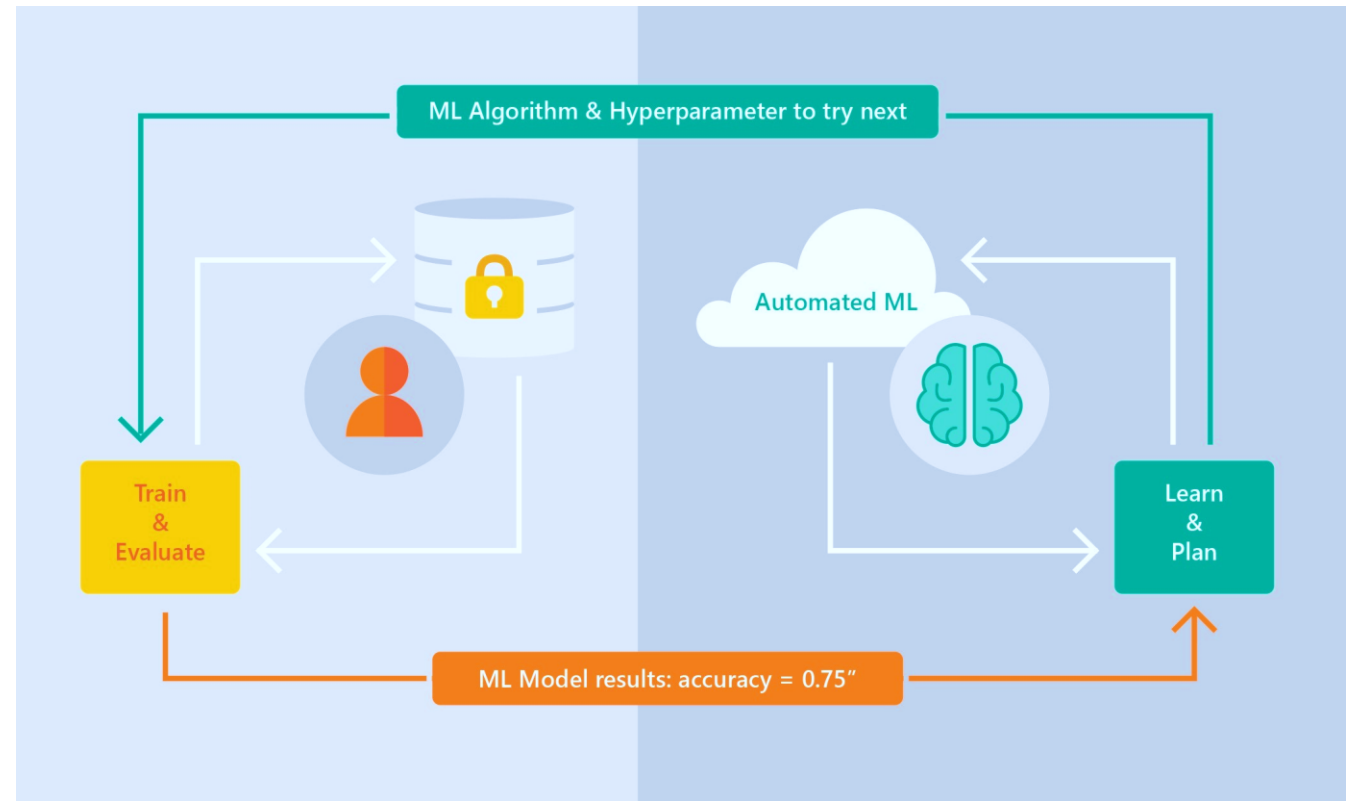 ML Algorithm & Hyperparameter to try next
Automated ML
Train
&
Evaluate
Learn
&
Plan
ML Model results: accuracy = 0.75”